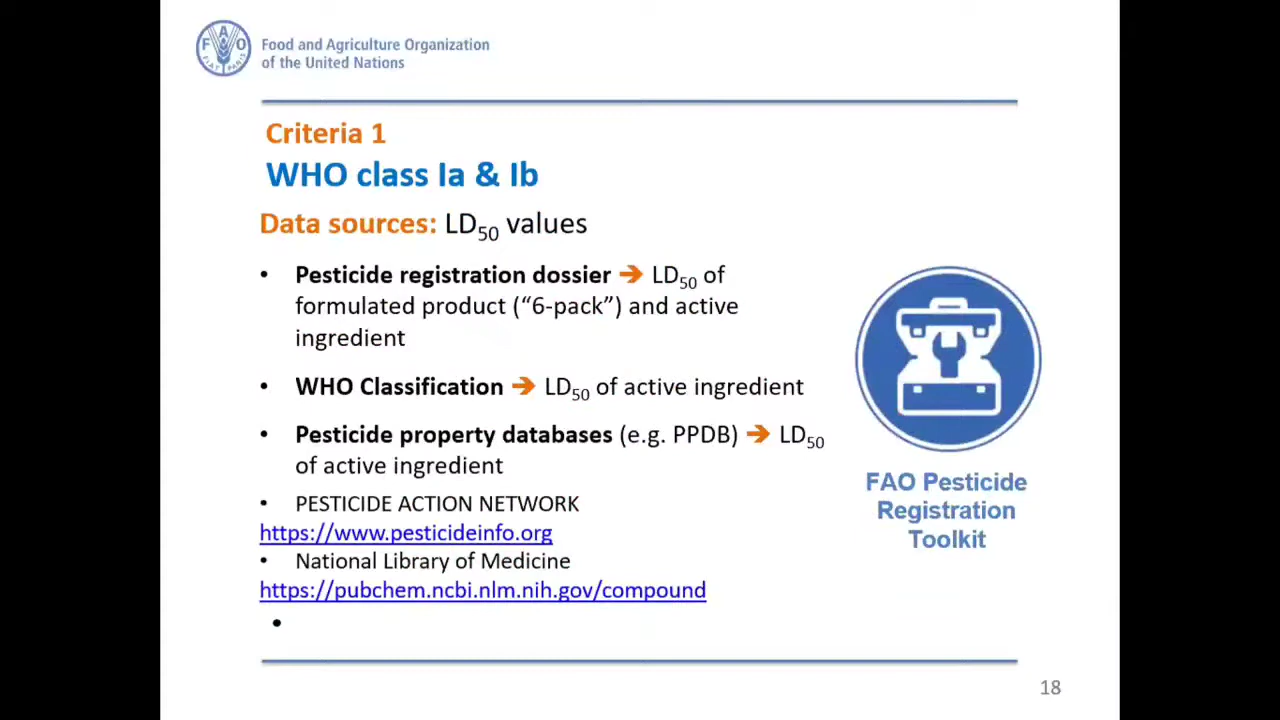 Food and Agriculture Organization
of the United Nations
Criteria 1
WHO class Ia & Ib
Data sources: LD50 values
• Pesticide registration dossier ➔ LD50 of
formulated product (“6-pack”) and active
ingredient
• WHO Classification ➔ LD50 of active ingredient
• Pesticide property databases (e.g. PPDB) ➔ LD50
of active ingredient
• PESTICIDE ACTION NETWORK
https://www.pesticideinfo.org
• National Library of Medicine
https://pubchem.ncbi.nlm.nih.gov/compound
•
FAO Pesticide
Registration
Toolkit
18